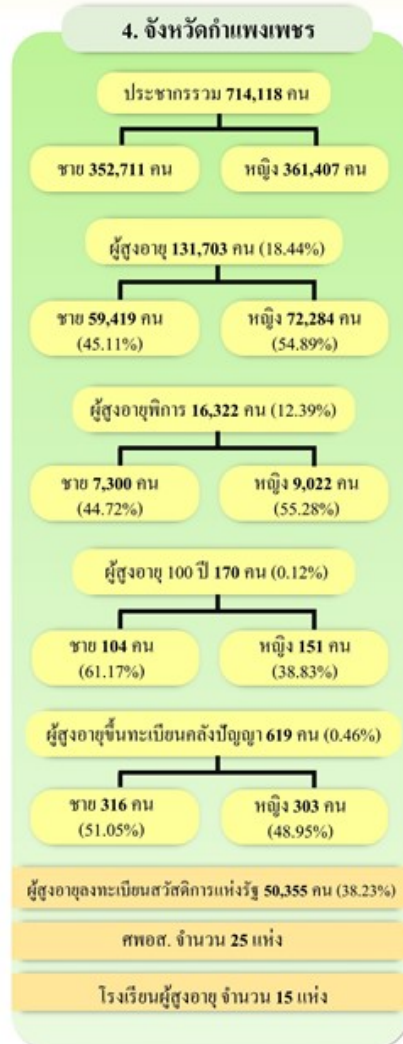 4. จังหวัดกำแพงเพชร
ประชากรรวม 714,118 คน
ชาย 352,711 คน
หญิง 361,407 คน
ผู้สูงอายุ 131,703 คน (18.44%)
ชาย 59,419 คน
(45.11%)
หญิง 72,284 คน
(54.89%)
ผู้สูงอายุพิการ 16,322 คน (12.39%)
ชาย 7,300 คน
(44.72%)
หญิง 9,022 คน
(55.28%)
ผู้สูงอายุ 100 ปี 170 คน (0.12%)
ชาย 104 คน
(61.17%)
หญิง 151 คน
(38.83%)
ผู้สูงอายุขึ้นทะเบียนคลังปัญญา 619 คน (0.46%)
ชาย 316 คน
(51.05%)
หญิง 303 คน
(48.95%)
ผู้สูงอายุลงทะเบียนสวัสดิการแห่งรัฐ 50,355 คน (38.23%)
ศพอส. จำนวน 25 แห่ง
โรงเรียนผู้สูงอายุ จำนวน 15 แห่ง